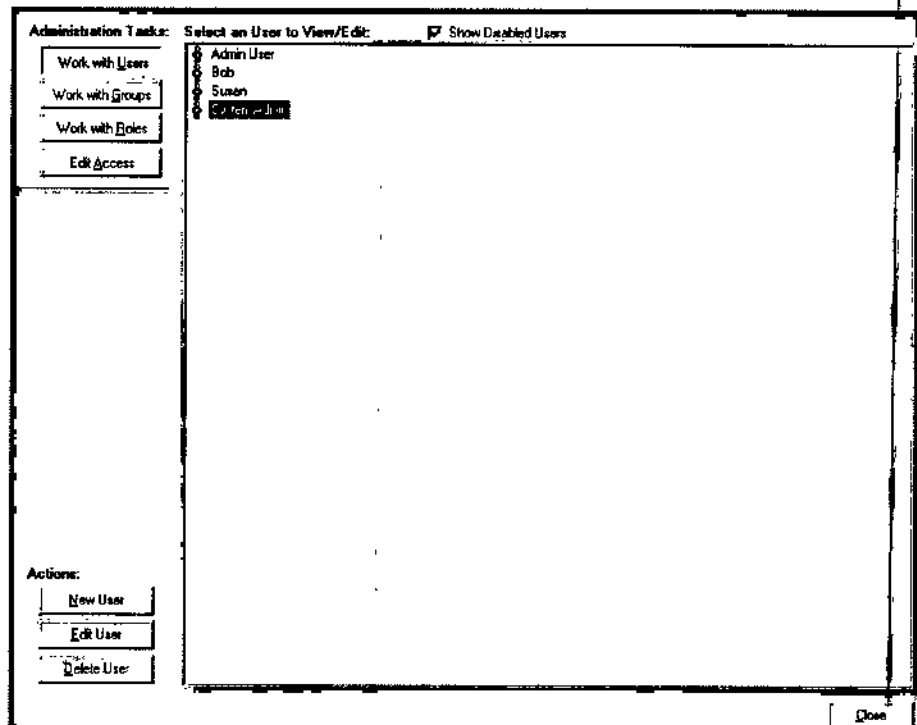 Administration Tasks:
Work with Users
Work with Groups
Work with Roles
Edit Access
Select an User to View/Edit:
Show Disabled Users
Admin User
Bob
Susan
Actions:
New User
Edit User
Delete User
Close